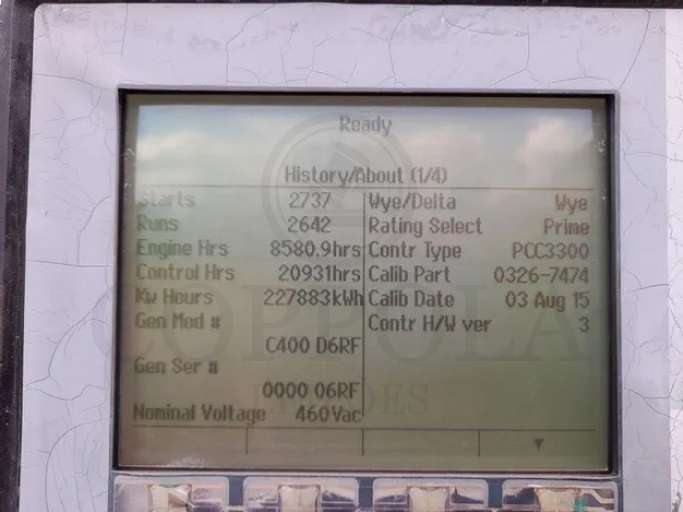 Ready
History/About (1/4)
Starts 2737 Wye/Delta Wye
Runs 2642 Rating Select Prime
Engine Hrs 8580.9hrs Contr Type PCC3300
Control Hrs 20931hrs Calib Part 0326-7474
Kw Hours 227883kWh Calib Date 03 Aug 15
Gen Mod # Contr H/W ver 3
C400 D6RF
Gen Ser #
0000 06RF
Nominal Voltage 460Vac
COPPOLA